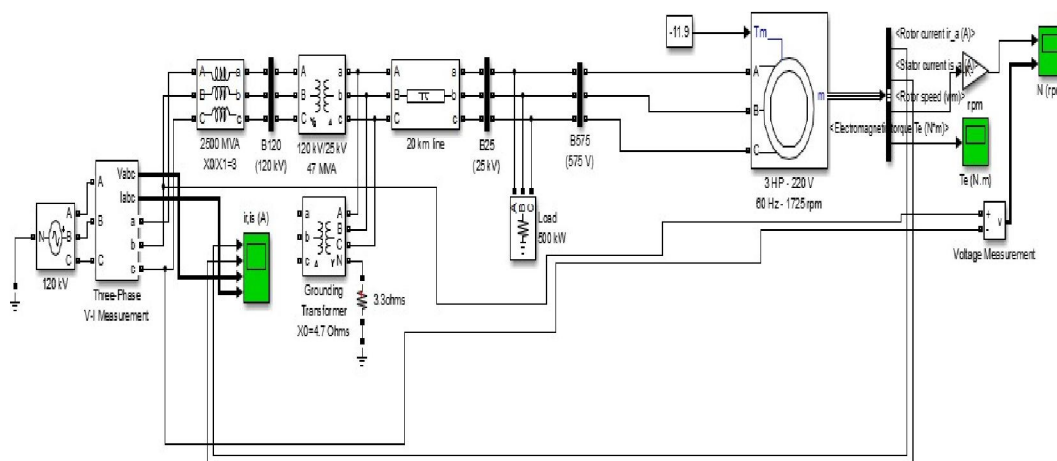 -11.9
Tm
m
A
B
C
3 HP - 220 V
60 Hz - 1725 rpm
<Rotor current ir_a (A)>
<Stator current is_a (A)>
<Rotor speed (wm)>
<Electromagnetic torque Te (N*m)>
rpm
N (rp
Te (N.m)
+
-
v
Voltage Measurement
A
B
C
a
b
c
2500 MVA
X0/X1=3
B120
(120 kV)
A
B
C
a
b
c
Yg
120 kV/25 kV
47 MVA
A
B
C
a
b
c
20 km line
B25
(25 kV)
B575
(575 V)
A
B
C
Load
500 kW
N
A
B
C
120 kV
A
B
C
Vabc
Iabc
a
b
c
Three-Phase
V-I Measurement
ir,is (A)
a
b
c
A
B
C
N
Y
Grounding
Transformer
X0=4.7 Ohms
3.3ohms